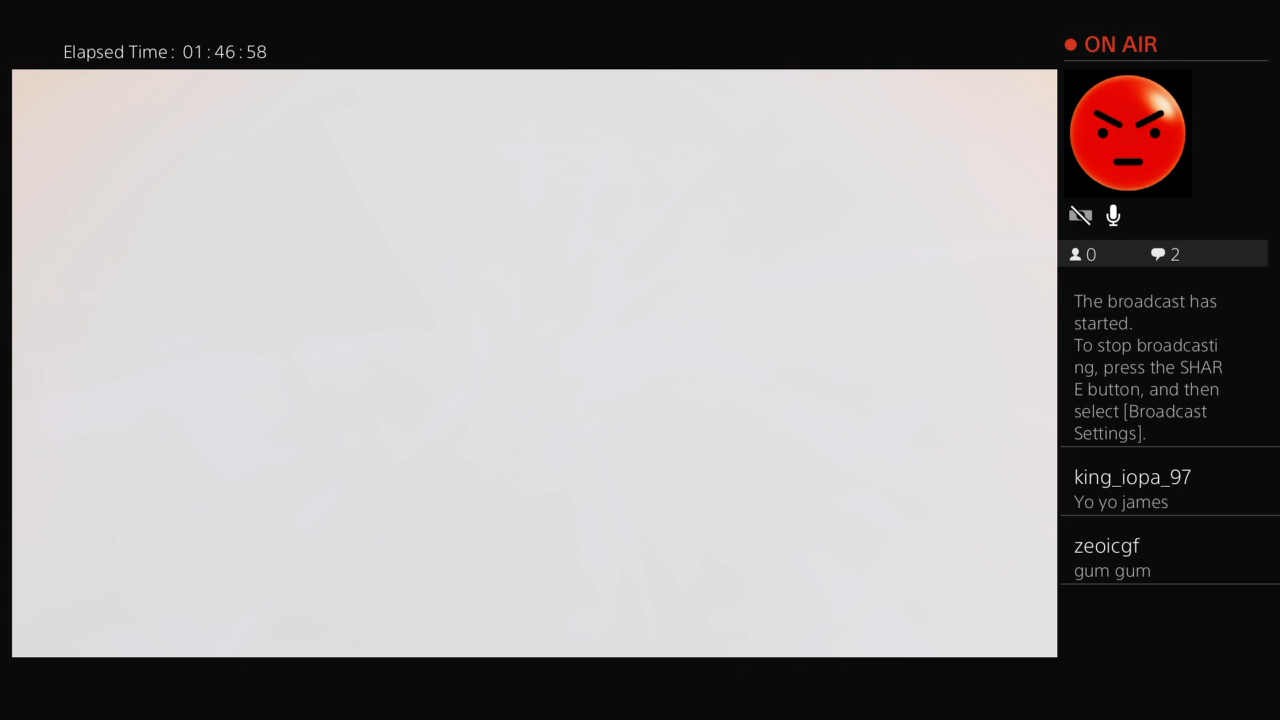 Elapsed Time: 01:46:58
ON AIR
0
2
The broadcast has
started.
To stop broadcasti
ng, press the SHAR
E button, and then
select [Broadcast
Settings].
king_iopa_97
Yo yo james
zeoicgf
gum gum